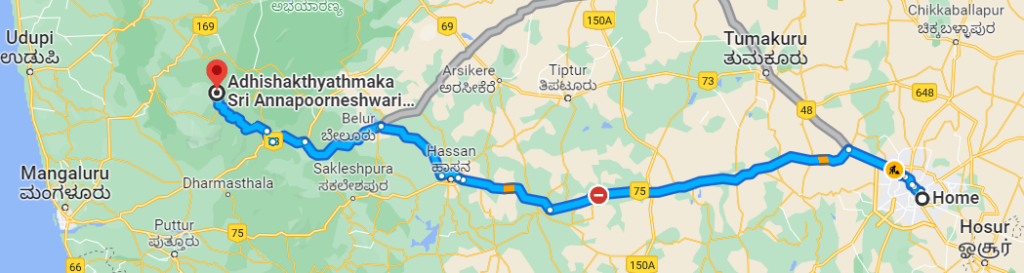 ಅಭಯಾರಣ್ಯ
Chikkaballapur
ಚಿಕ್ಕಬಳ್ಳಾಪುರ
169
69
150A
Udupi
ಉಡುಪಿ
Tumakuru
ತುಮಕೂರು
Adhishakthyathmaka
Sri Annapoorneshwari...
Arsikere
ಅರಸೀಕೆರೆ
Tiptur
ತಿಪಟೂರು
73
648
48
Belur
ಬೇಲೂರು
Hassan
ಹಾಸನ
Mangaluru
ಮಂಗಳೂರು
Sakleshpura
ಸಕಲೇಶಪುರ
Dharmasthala
75
Home
Puttur
ಪುತ್ತೂರು
75
Hosur
ஓசூர்
66
150A